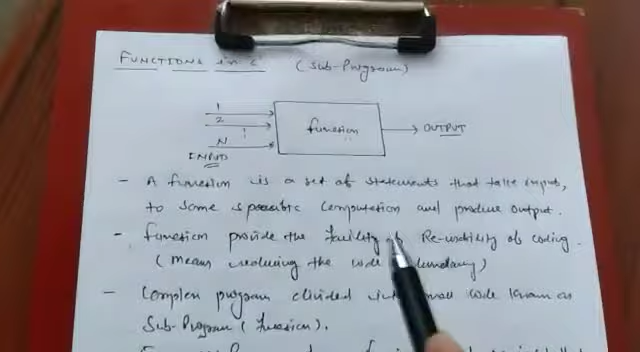 FUNCTIONS in C (Sub-Program)
1
2
N
INPUD
function
OUTPUT
- A function is a set of statements that take input,
to some specific computation and produce output.
- function provide the facility of Re-usability of coding.
(means reducing the code
- Complex program divided into small code known as
Sub-Program (function).